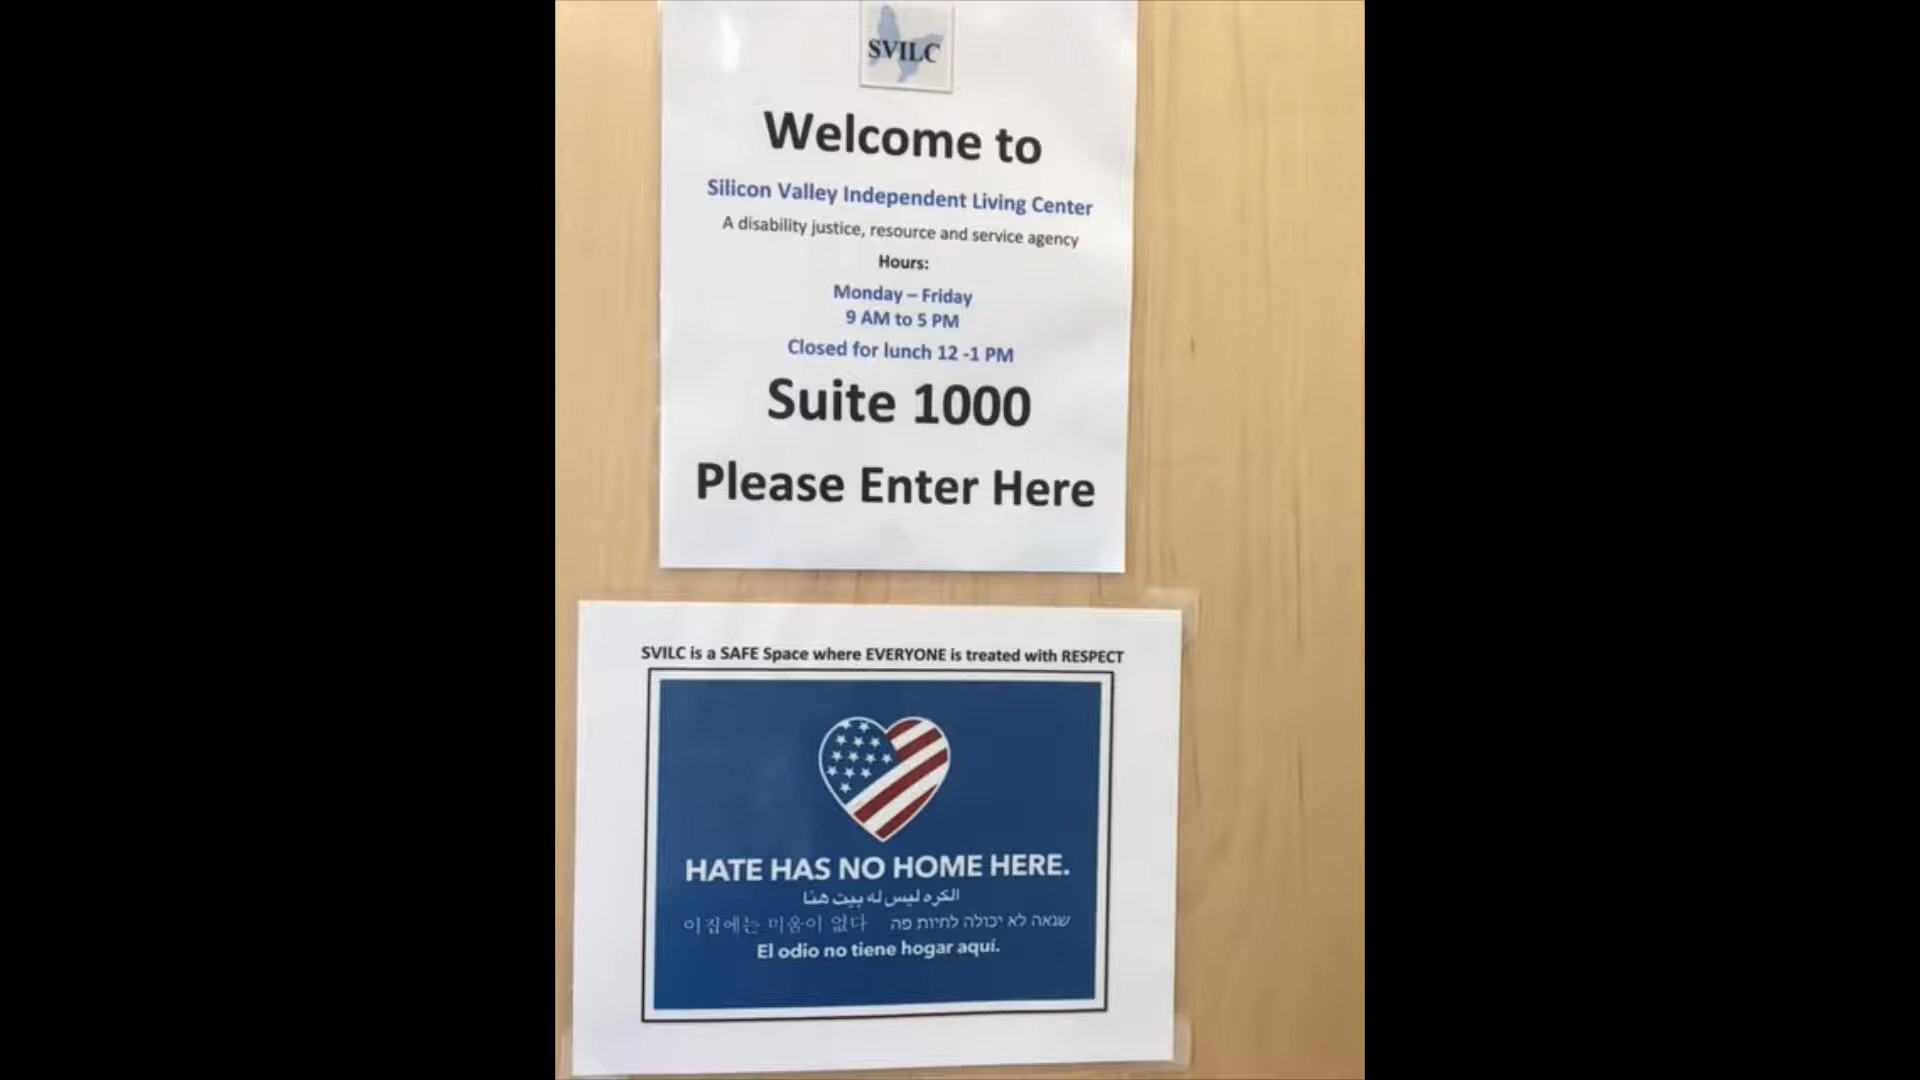 SVILC
Welcome to
Silicon Valley Independent Living Center
A disability justice, resource and service agency
Hours:
Monday – Friday
9 AM to 5 PM
Closed for lunch 12 -1 PM
Suite 1000
Please Enter Here
SVILC is a SAFE Space where EVERYONE is treated with RESPECT
HATE HAS NO HOME HERE.
الكره ليس له بيت هنا
이집에는 미움이 없다 שנאה לא יכולה לחיות פה
El odio no tiene hogar aquí.